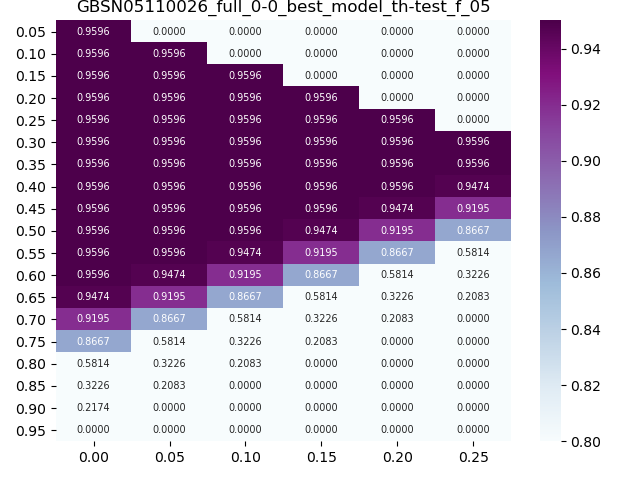 GBSN05110026_full_0-0_best_model_th-test_f_05
0.05 0.9596 0.0000 0.0000 0.0000 0.0000 0.0000
0.10 0.9596 0.9596 0.0000 0.0000 0.0000 0.0000
0.15 0.9596 0.9596 0.9596 0.0000 0.0000 0.0000
0.20 0.9596 0.9596 0.9596 0.9596 0.0000 0.0000
0.25 0.9596 0.9596 0.9596 0.9596 0.9596 0.0000
0.30 0.9596 0.9596 0.9596 0.9596 0.9596 0.9596
0.35 0.9596 0.9596 0.9596 0.9596 0.9596 0.9596
0.40 0.9596 0.9596 0.9596 0.9596 0.9596 0.9474
0.45 0.9596 0.9596 0.9596 0.9596 0.9474 0.9195
0.50 0.9596 0.9596 0.9596 0.9474 0.9195 0.8667
0.55 0.9596 0.9596 0.9474 0.9195 0.8667 0.5814
0.60 0.9596 0.9474 0.9195 0.8667 0.5814 0.3226
0.65 0.9474 0.9195 0.8667 0.5814 0.3226 0.2083
0.70 0.9195 0.8667 0.5814 0.3226 0.2083 0.0000
0.75 0.8667 0.5814 0.3226 0.2083 0.0000 0.0000
0.80 0.5814 0.3226 0.2083 0.0000 0.0000 0.0000
0.85 0.3226 0.2083 0.0000 0.0000 0.0000 0.0000
0.90 0.2174 0.0000 0.0000 0.0000 0.0000 0.0000
0.95 0.0000 0.0000 0.0000 0.0000 0.0000 0.0000
0.00 0.05 0.10 0.15 0.20 0.25
0.94
0.92
0.90
0.88
0.86
0.84
0.82
0.80